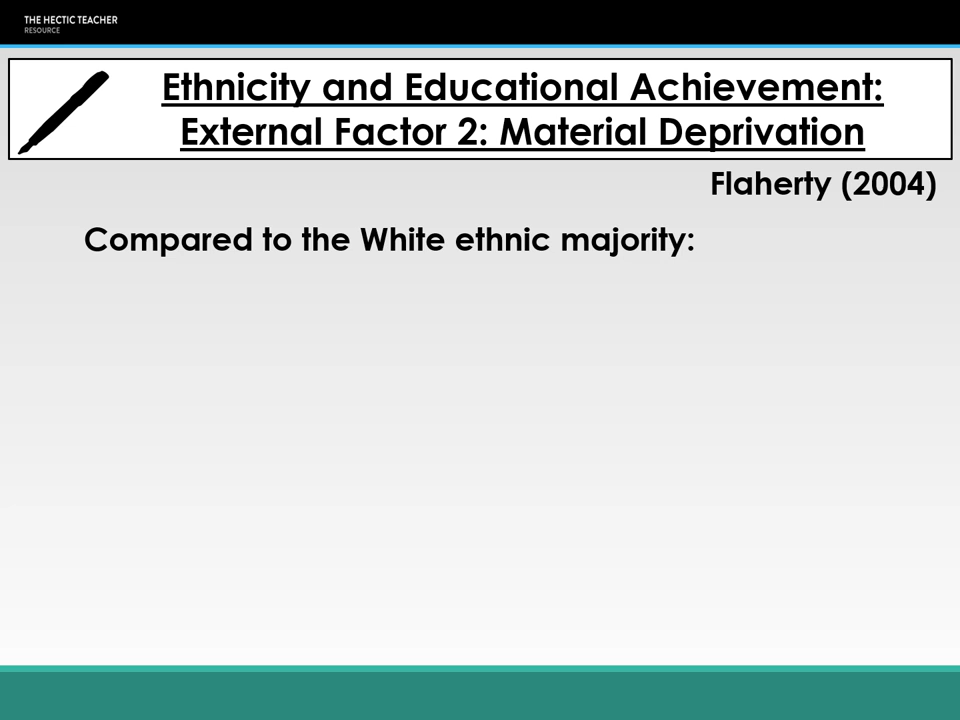 THE HECTIC TEACHER
RESOURCE
Ethnicity and Educational Achievement:
External Factor 2: Material Deprivation
Flaherty (2004)
Compared to the White ethnic majority: